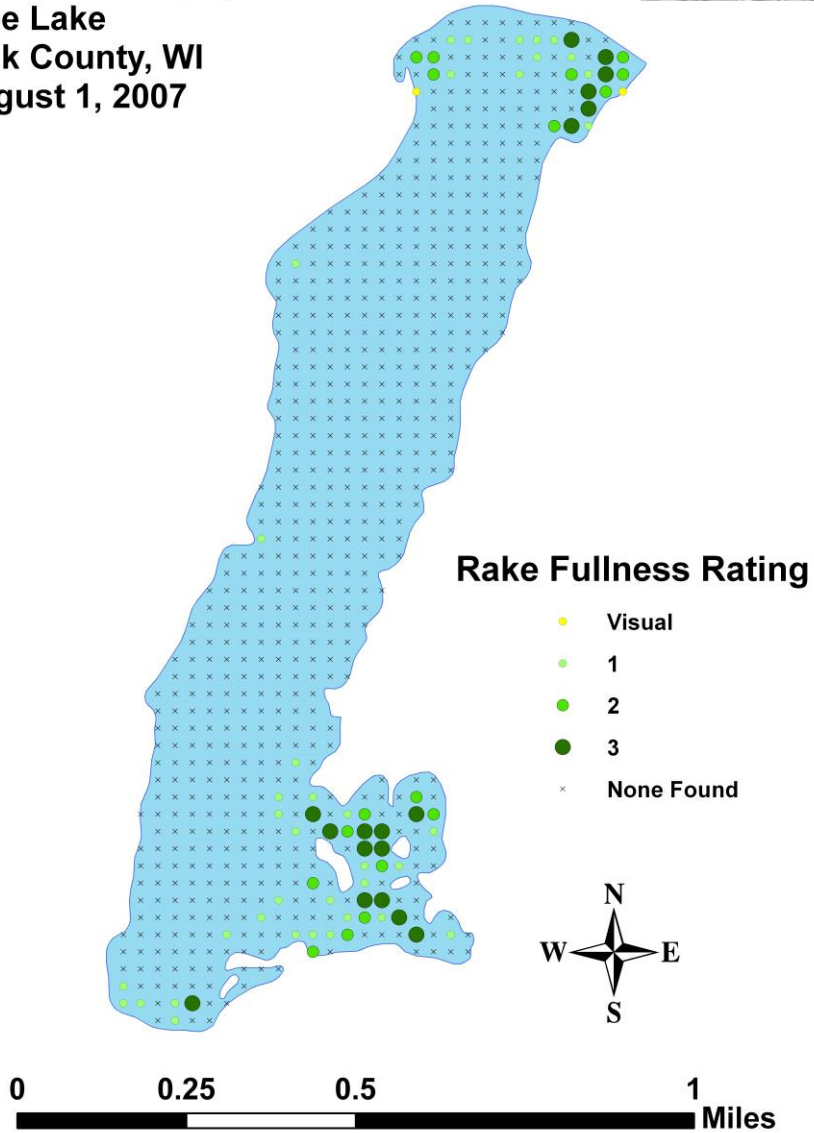 e Lake
k County, WI
gust 1, 2007
Rake Fullness Rating
Visual
1
2
3
None Found
N
W E
S
0 0.25 0.5 1
Miles